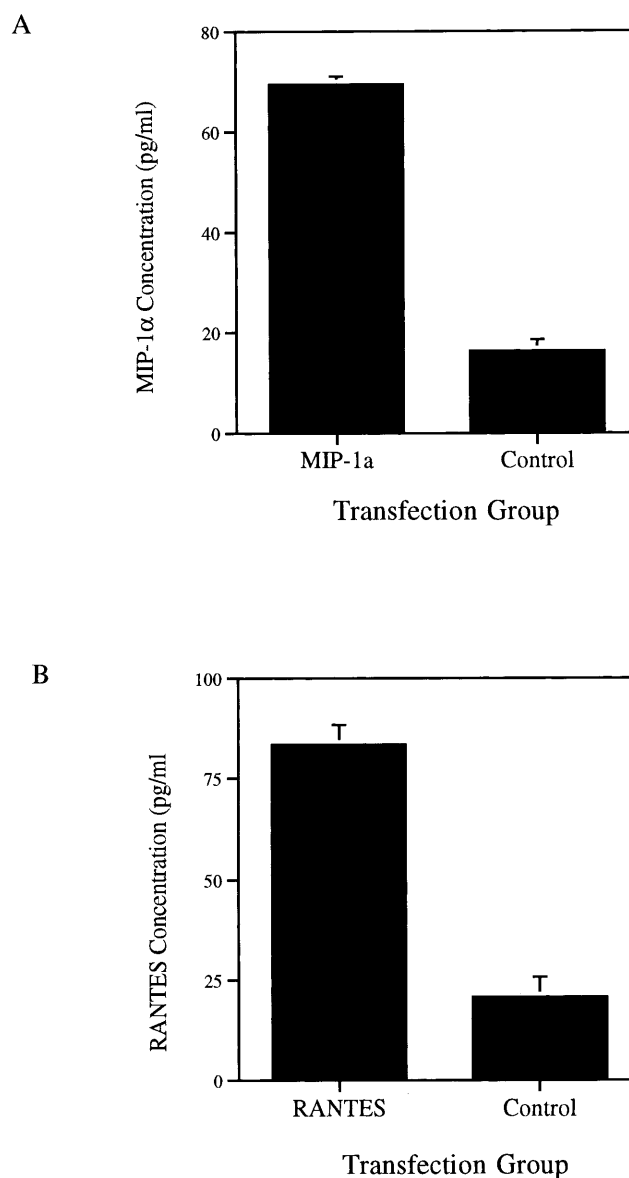 A
MIP-1α Concentration (pg/ml)
80
60
40
20
0
MIP-1a Control
Transfection Group
B
RANTES Concentration (pg/ml
100
75
50
25
0
RANTES Control
Transfection Group